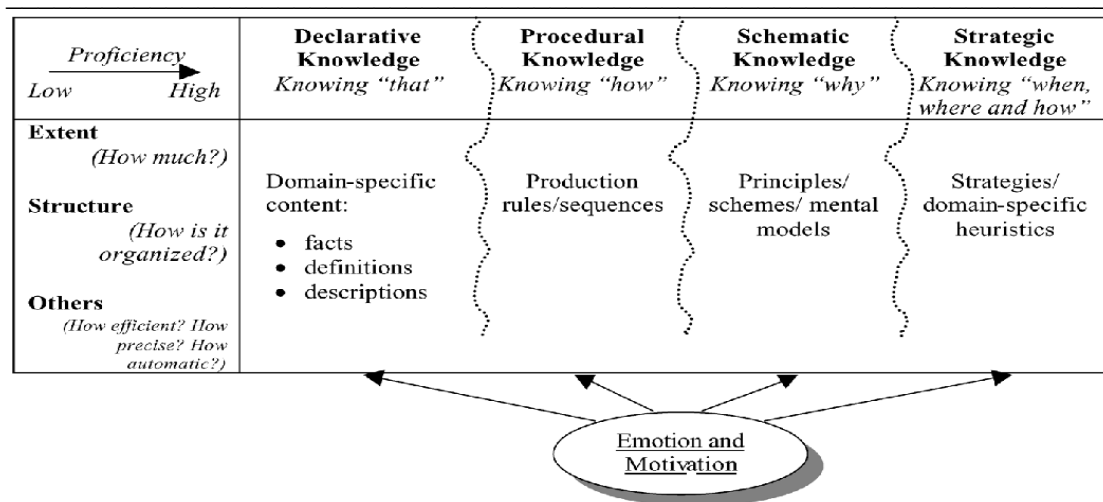 Proficiency
Low High
Declarative
Knowledge
Knowing “that”
Procedural
Knowledge
Knowing “how”
Schematic
Knowledge
Knowing “why”
Strategic
Knowledge
Knowing “when,
where and how”
Extent
(How much?)
Structure
(How is it
organized?)
Others
(How efficient? How
precise? How
automatic?)
Domain-specific
content:
• facts
• definitions
• descriptions
Production
rules/sequences
Principles/
schemes/ mental
models
Strategies/
domain-specific
heuristics
Emotion and
Motivation